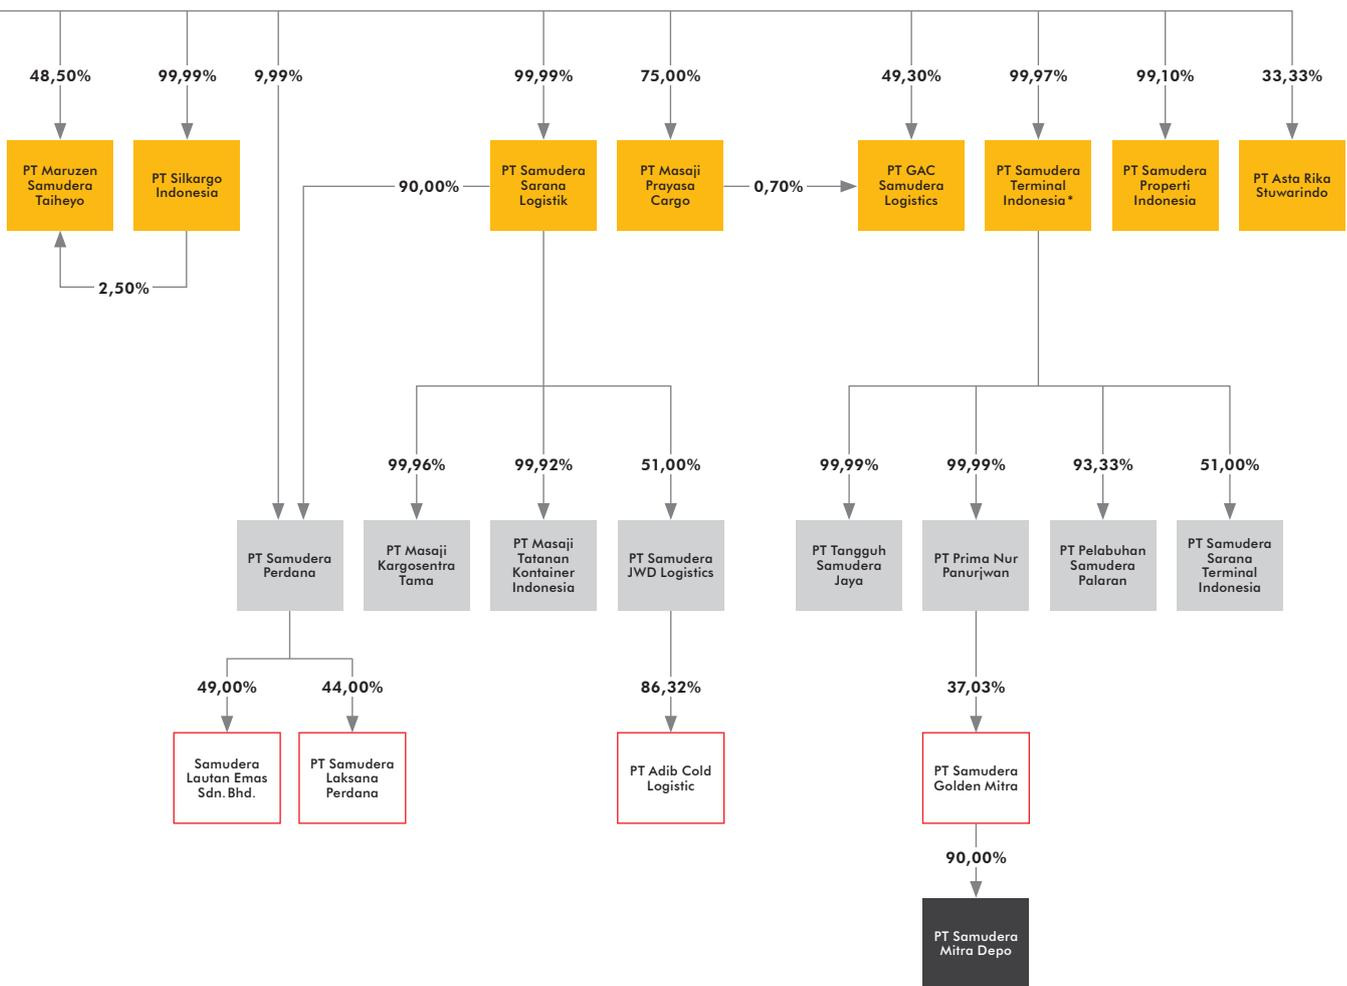 48,50%
99,99%
9,99%
99,99%
75,00%
49,30%
99,97%
99,10%
33,33%
PT Maruzen
Samudera
Taiheyo
PT Silkargo
Indonesia
90,00%
PT Samudera
Sarana
Logistik
PT Masaji
Prayasa
Cargo
0,70%
PT GAC
Samudera
Logistics
PT Samudera
Terminal
Indonesia*
PT Samudera
Properti
Indonesia
PT Asta Rika
Stuwarindo
2,50%
99,96%
99,92%
51,00%
99,99%
99,99%
93,33%
51,00%
PT Samudera
Perdana
PT Masaji
Kargosentra
Tama
PT Masaji
Tatanan
Kontainer
Indonesia
PT Samudera
JWD Logistics
PT Tangguh
Samudera
Jaya
PT Prima Nur
Panurjwan
PT Pelabuhan
Samudera
Palaran
PT Samudera
Sarana
Terminal
Indonesia
49,00%
44,00%
86,32%
37,03%
Samudera
Lautan Emas
Sdn. Bhd.
PT Samudera
Laksana
Perdana
PT Adib Cold
Logistic
PT Samudera
Golden Mitra
90,00%
PT Samudera
Mitra Depo